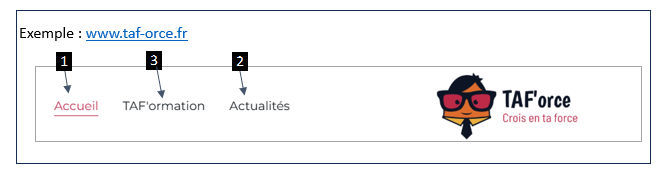 Exemple : www.taf-orce.fr
1 3 2
Accueil TAF'ormation Actualités
TAF'orce
Crois en ta force